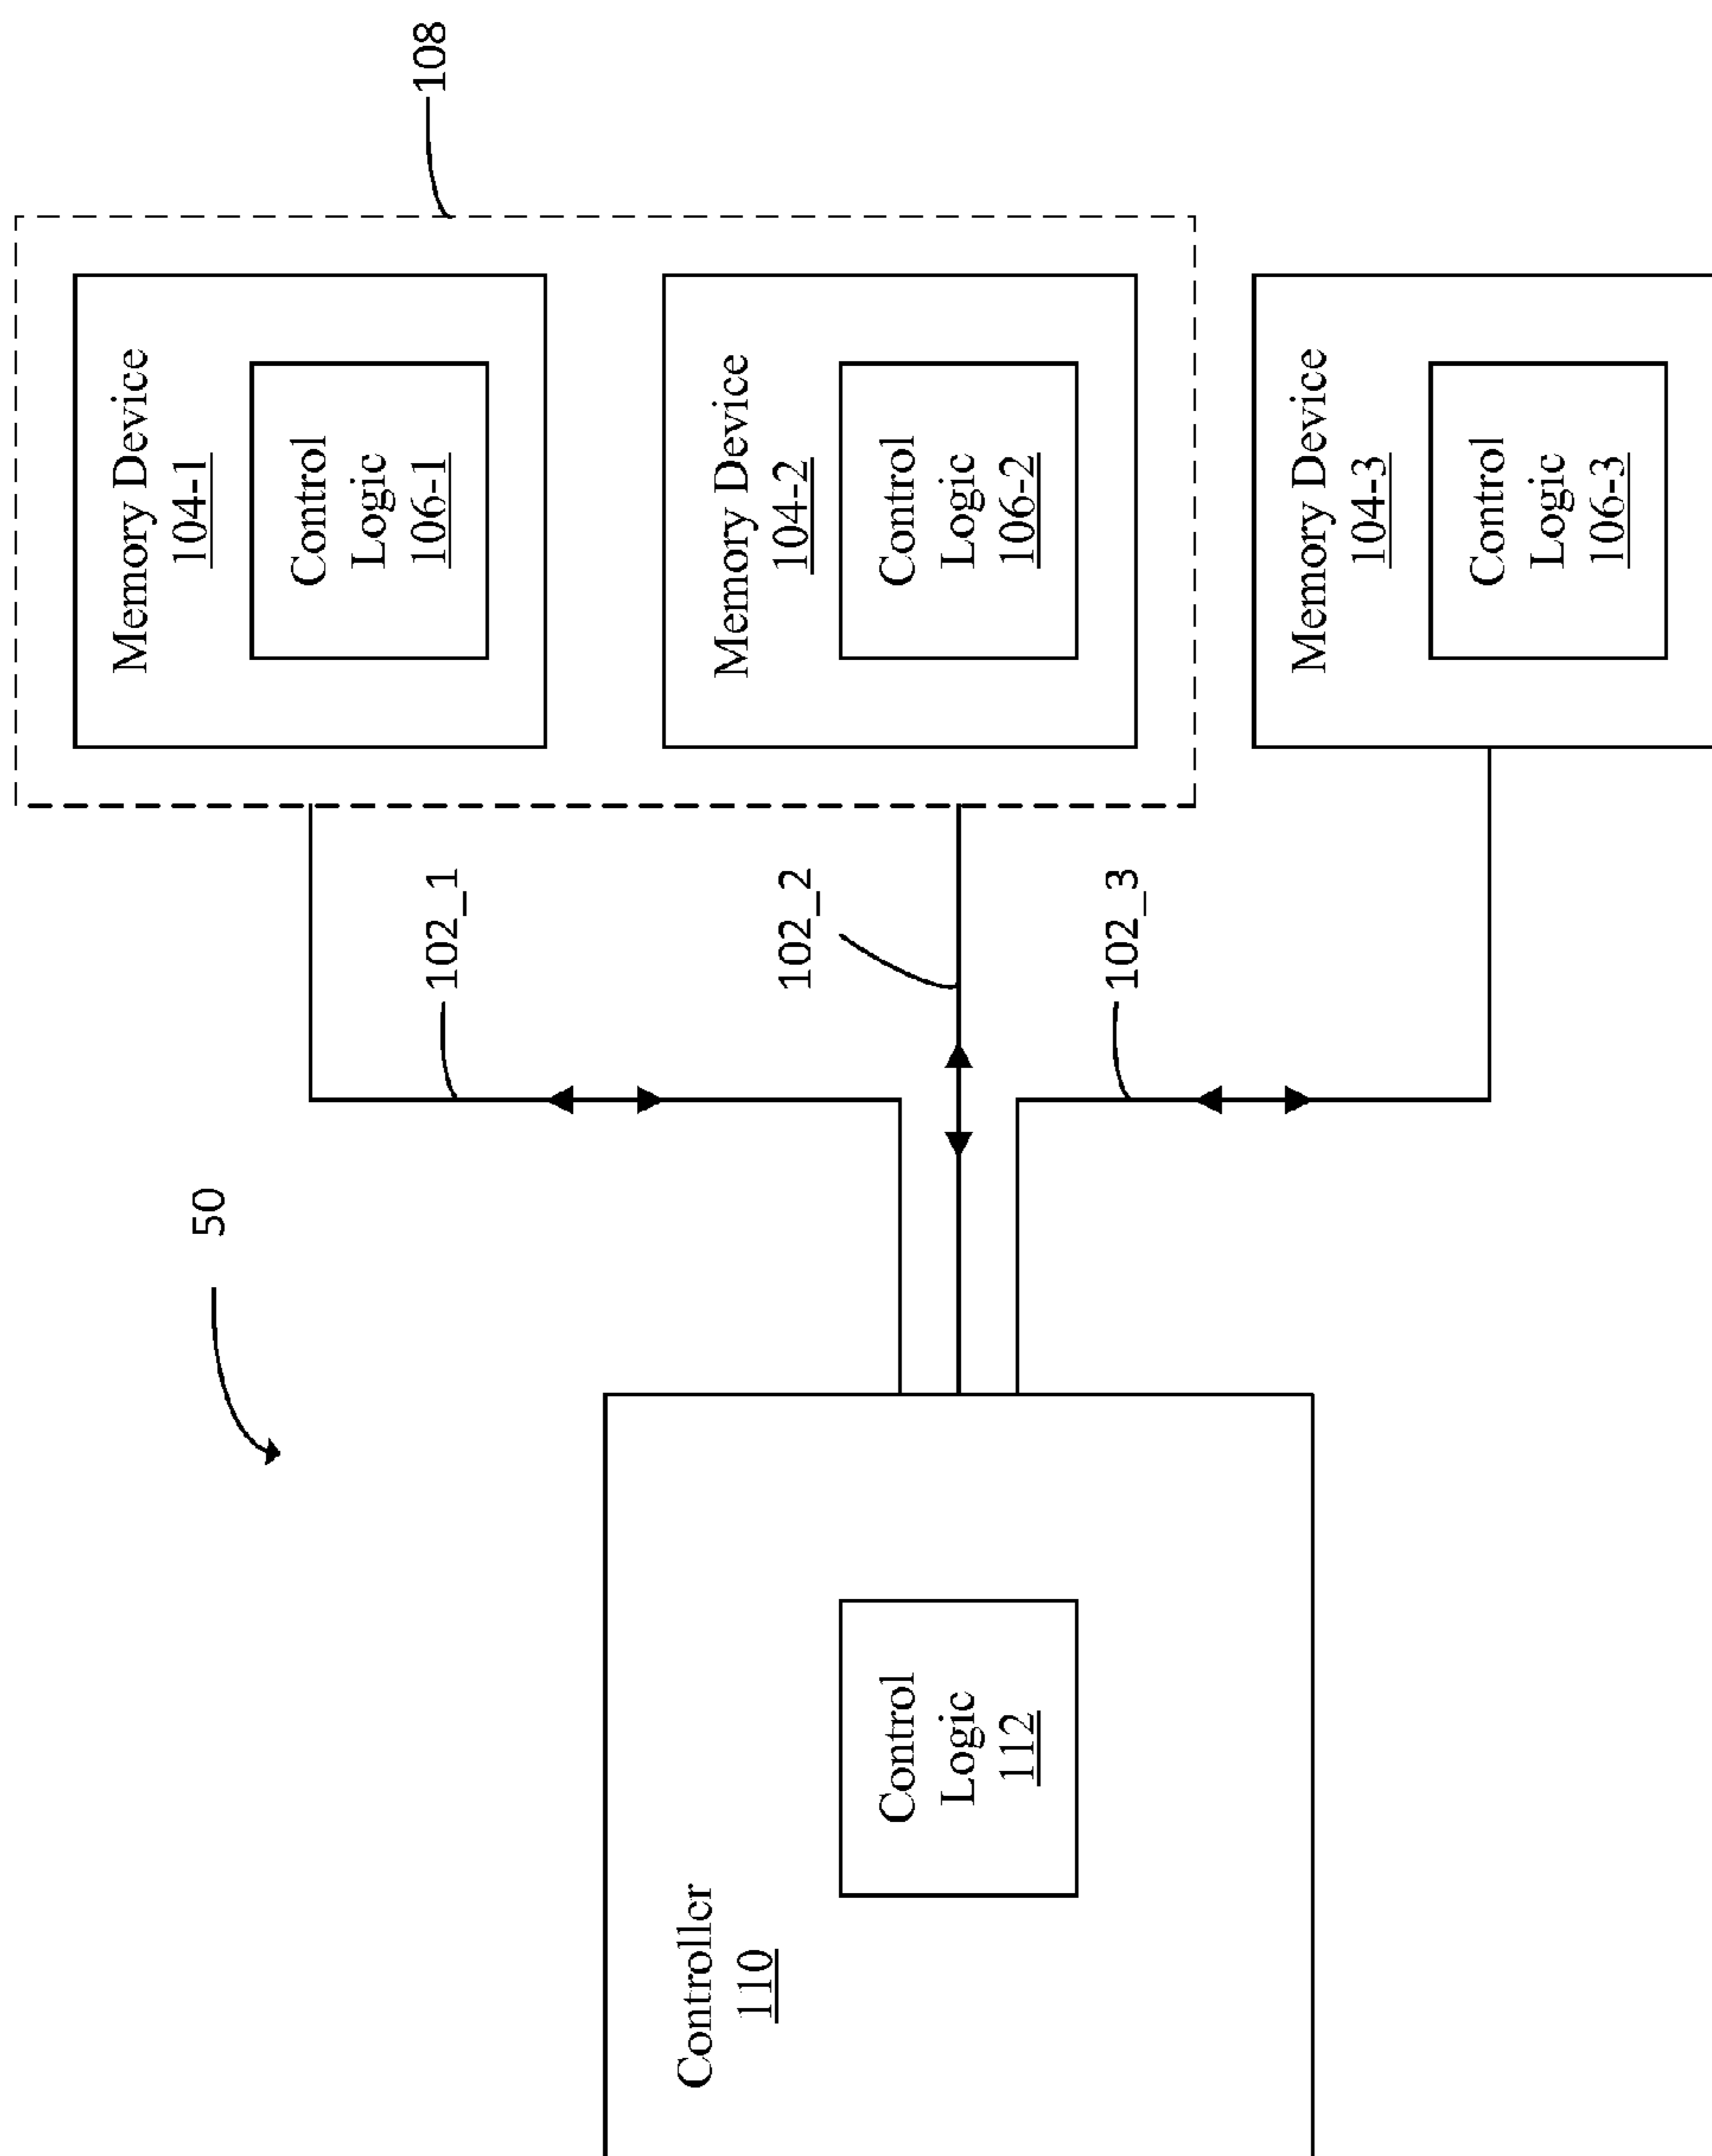 50
108
Memory Device
104-1
Control
Logic
106-1
102_1
Memory Device
104-2
Control
Logic
106-2
102_2
Controller
110
Control
Logic
112
102_3
Memory Device
104-3
Control
Logic
106-3